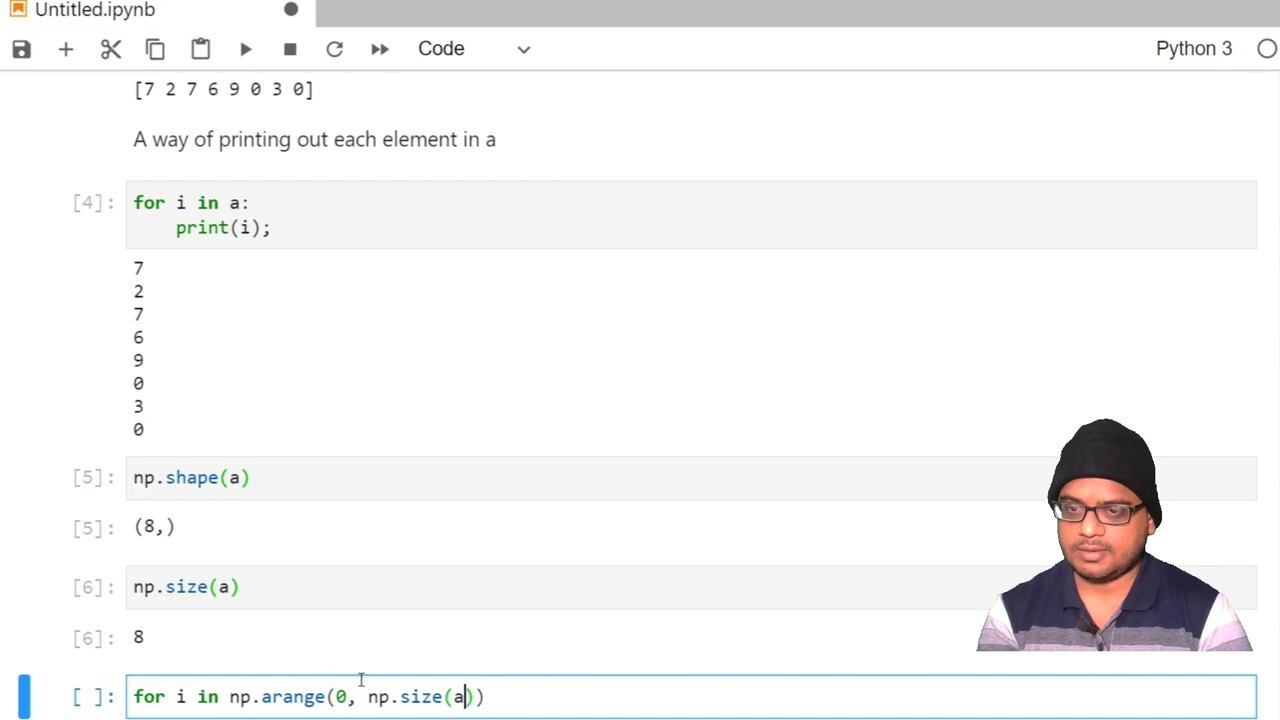 Untitled.ipynb
Code Python 3
[7 2 7 6 9 0 3 0]
A way of printing out each element in a
[4]: for i in a:
print(i);
7
2
7
6
9
0
3
0
[5]: np.shape(a)
[5]: (8,)
[6]: np.size(a)
[6]: 8
[ ]: for i in np.arange(0, np.size(a))